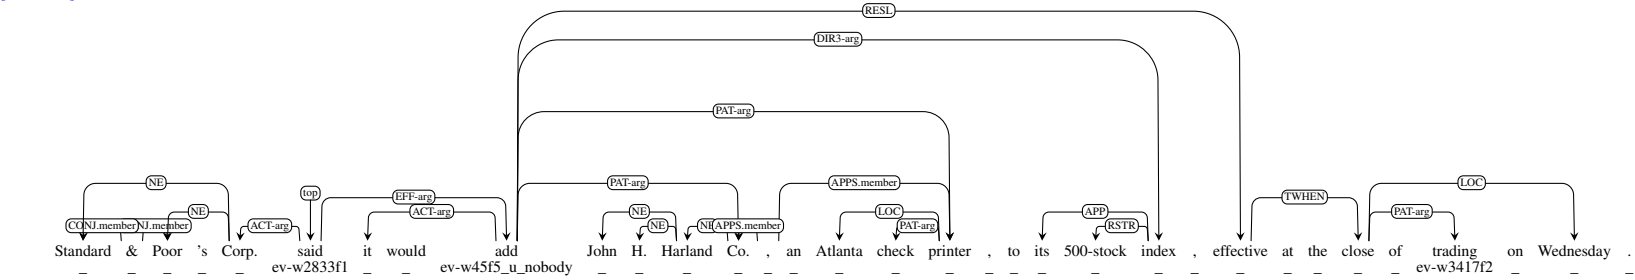 RESL
DIR3-arg
PAT-arg
NE PAT-arg APPS.member LOC
top EFF-arg TWHEN
NE ACT-arg NE LOC APP PAT-arg
CONJ.member NJ.member ACT-arg NE NE APPS.member PAT-arg RSTR
Standard & Poor 's Corp. said it would add John H. Harland Co. , an Atlanta check printer , to its 500-stock index , effective at the close of trading on Wednesday .
_ _ _ _ _ ev-w2833f1 _ _ ev-w45f5_u_nobody _ _ _ _ _ _ _ _ _ _ _ _ _ _ _ _ _ _ _ _ ev-w3417f2 _ _ _